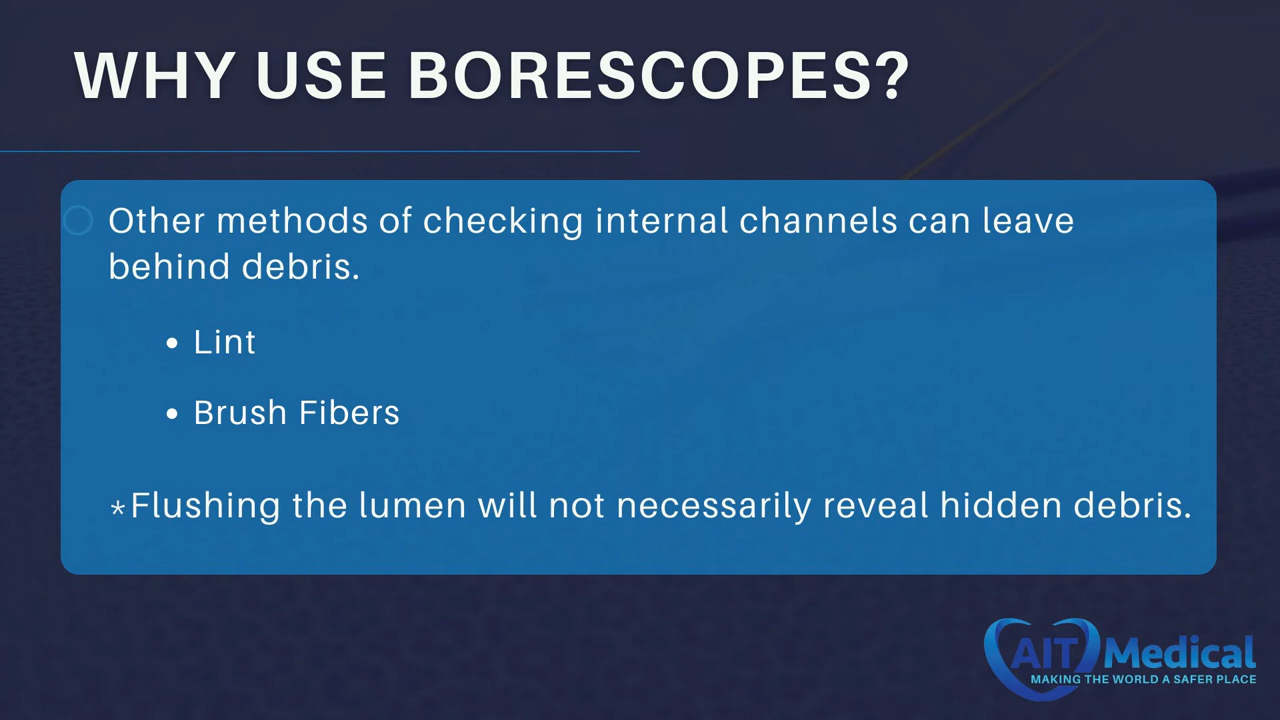 WHY USE BORESCOPES?
Other methods of checking internal channels can leave
behind debris.
• Lint
• Brush Fibers
*Flushing the lumen will not necessarily reveal hidden debris.
AIT Medical
MAKING THE WORLD A SAFER PLACE